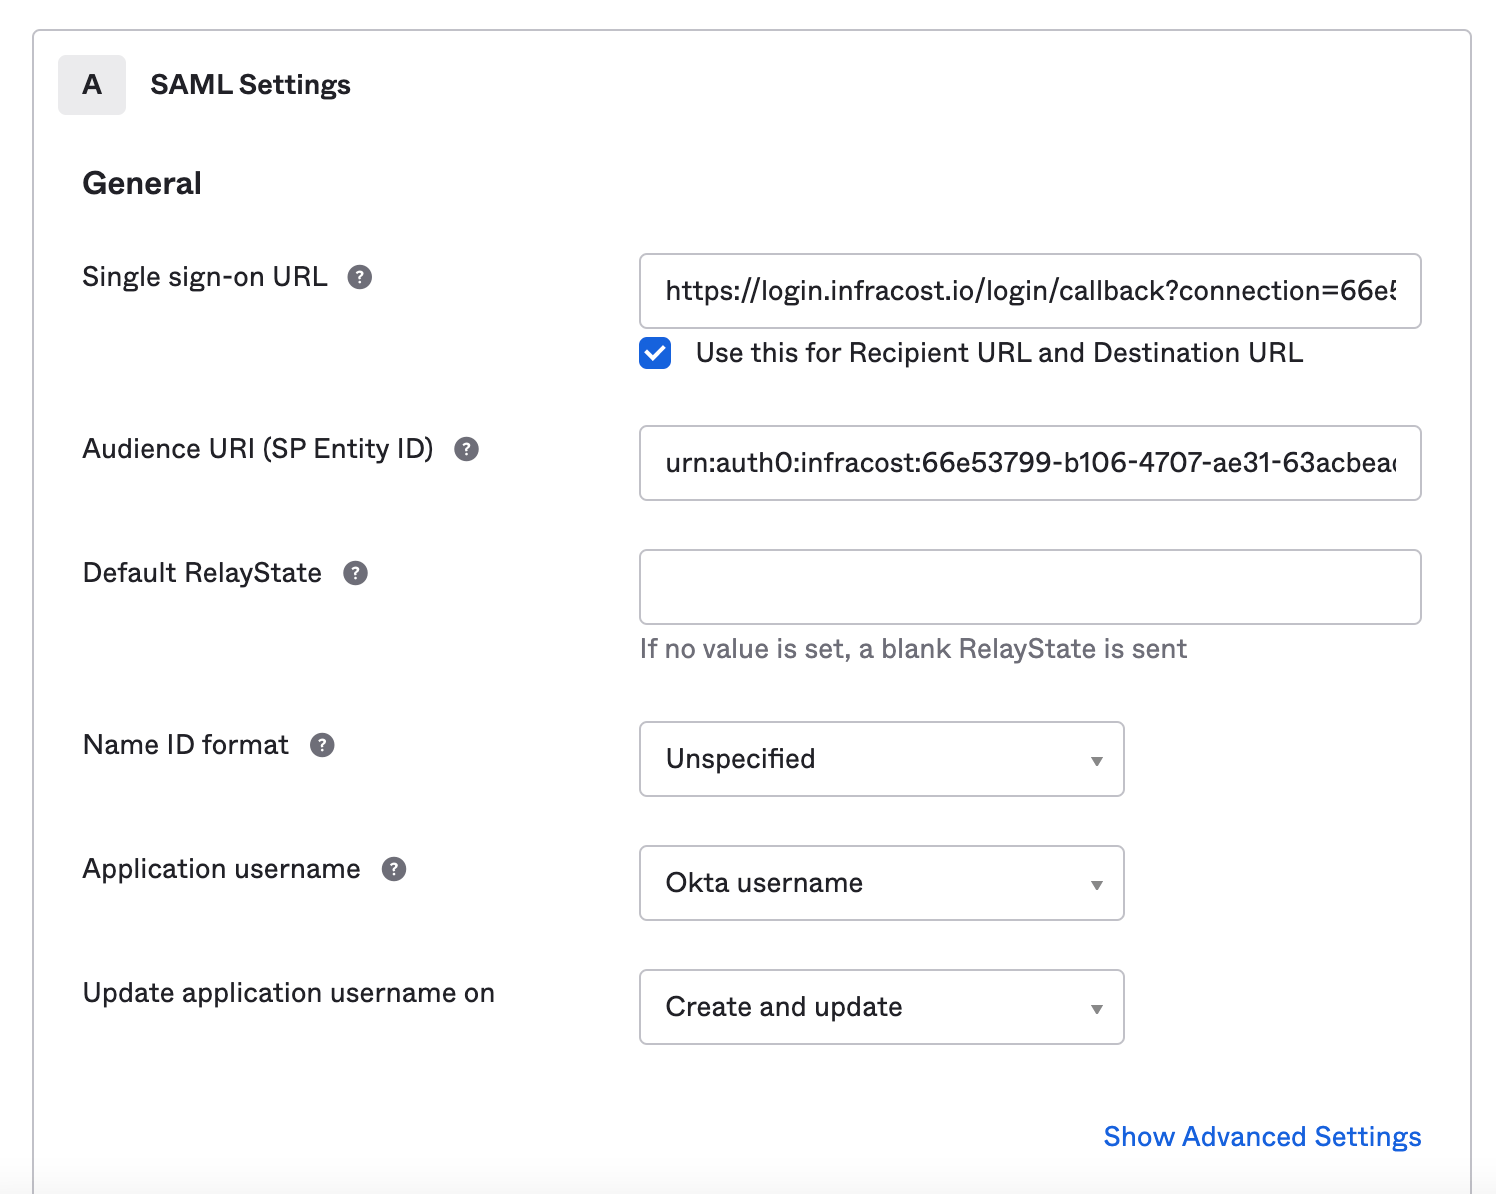 A SAML Settings
General
Single sign-on URL ?
https://login.infracost.io/login/callback?connection=66e5
Use this for Recipient URL and Destination URL
Audience URI (SP Entity ID) ?
urn:auth0:infracost:66e53799-b106-4707-ae31-63acbea
Default RelayState ?
If no value is set, a blank RelayState is sent
Name ID format ?
Unspecified
Application username ?
Okta username
Update application username on
Create and update
Show Advanced Settings